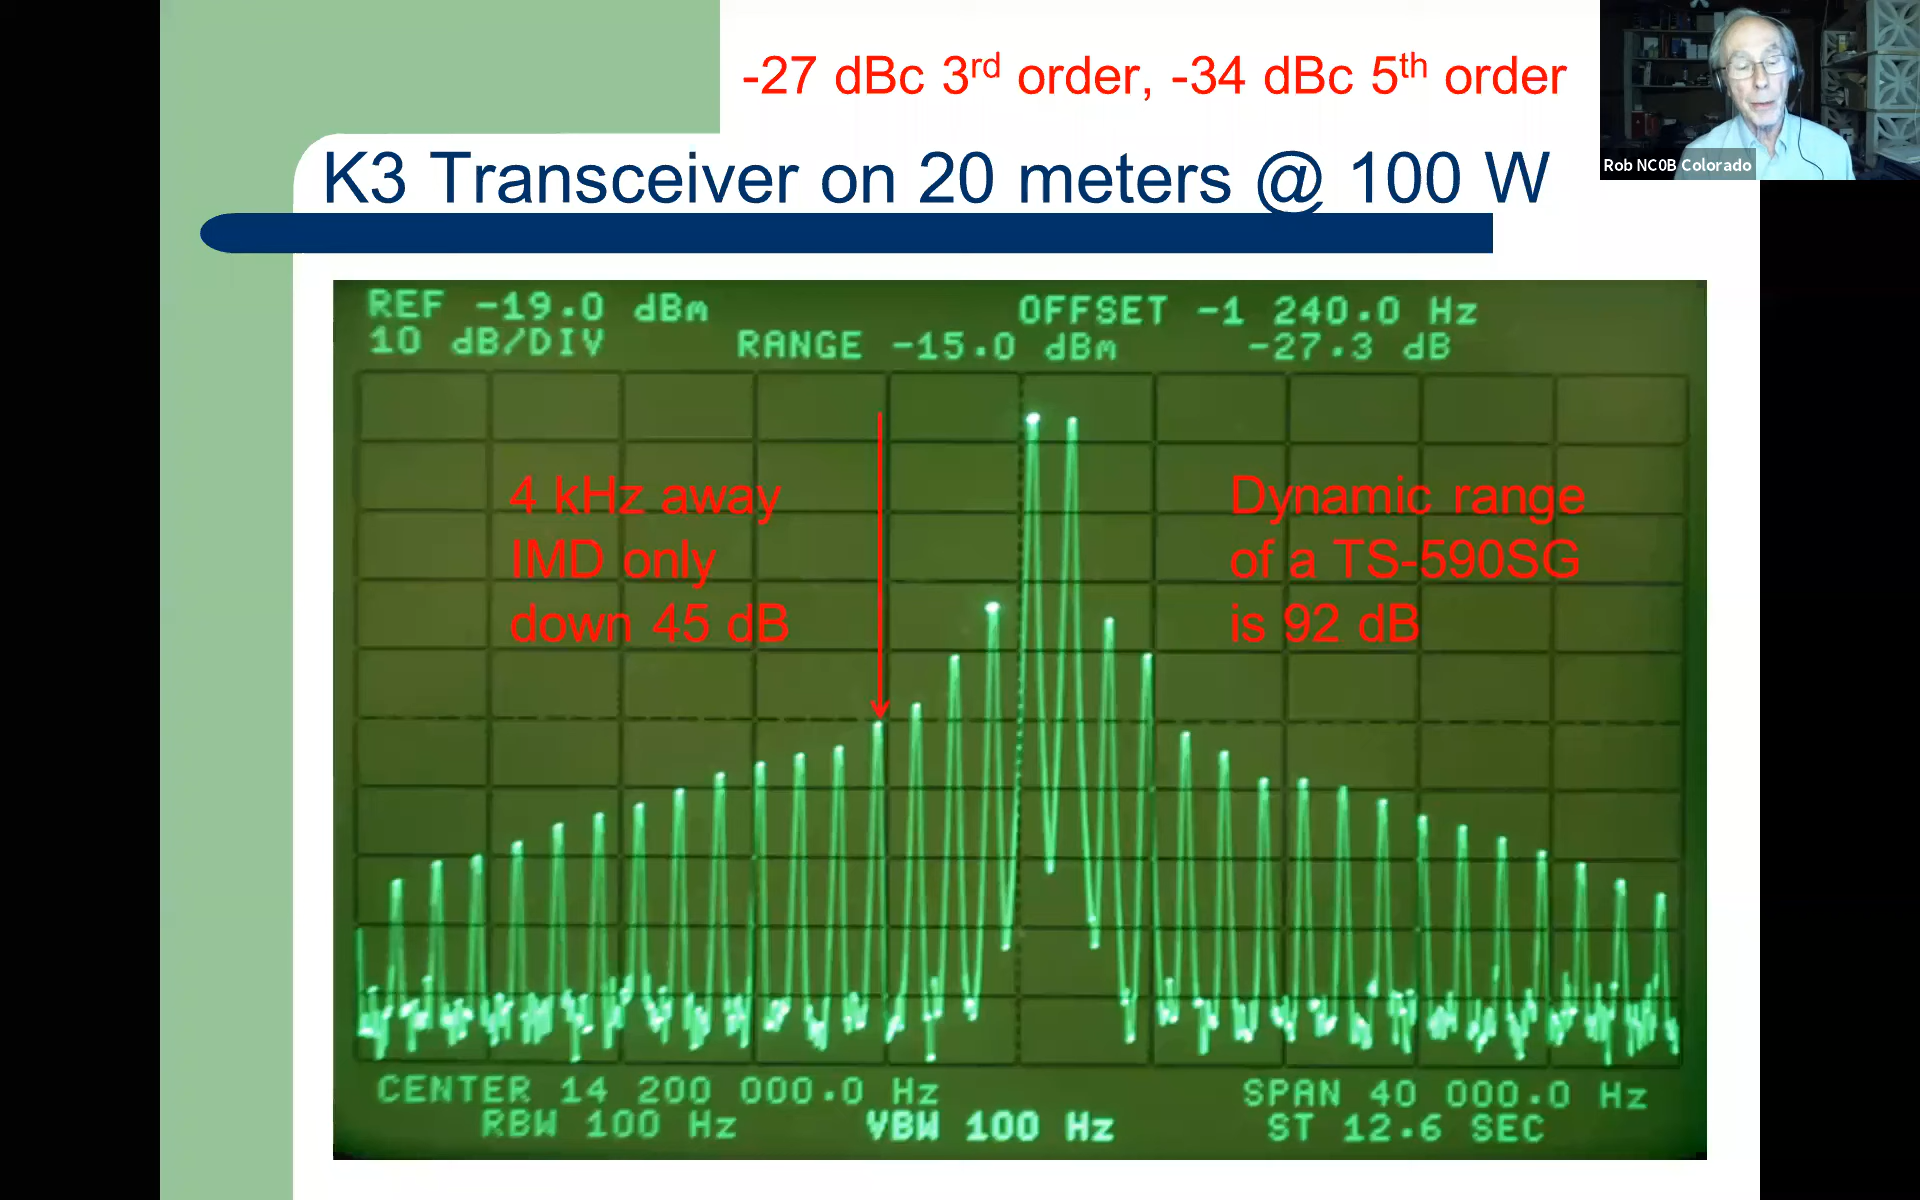 -27 dBc 3rd order, -34 dBc 5th order
Rob NC0B Colorado
K3 Transceiver on 20 meters @ 100 W
REF -19.0 dBm
OFFSET -1 240.0 Hz
10 dB/DIV
RANGE -15.0 dBm
-27.3 dB
4 kHz away
IMD only
down 45 dB
Dynamic range
of a TS-590SG
is 92 dB
CENTER 14 200 000.0 Hz
SPAN 40 000.0 Hz
RBW 100 Hz
VBW 100 Hz
ST 12.6 SEC